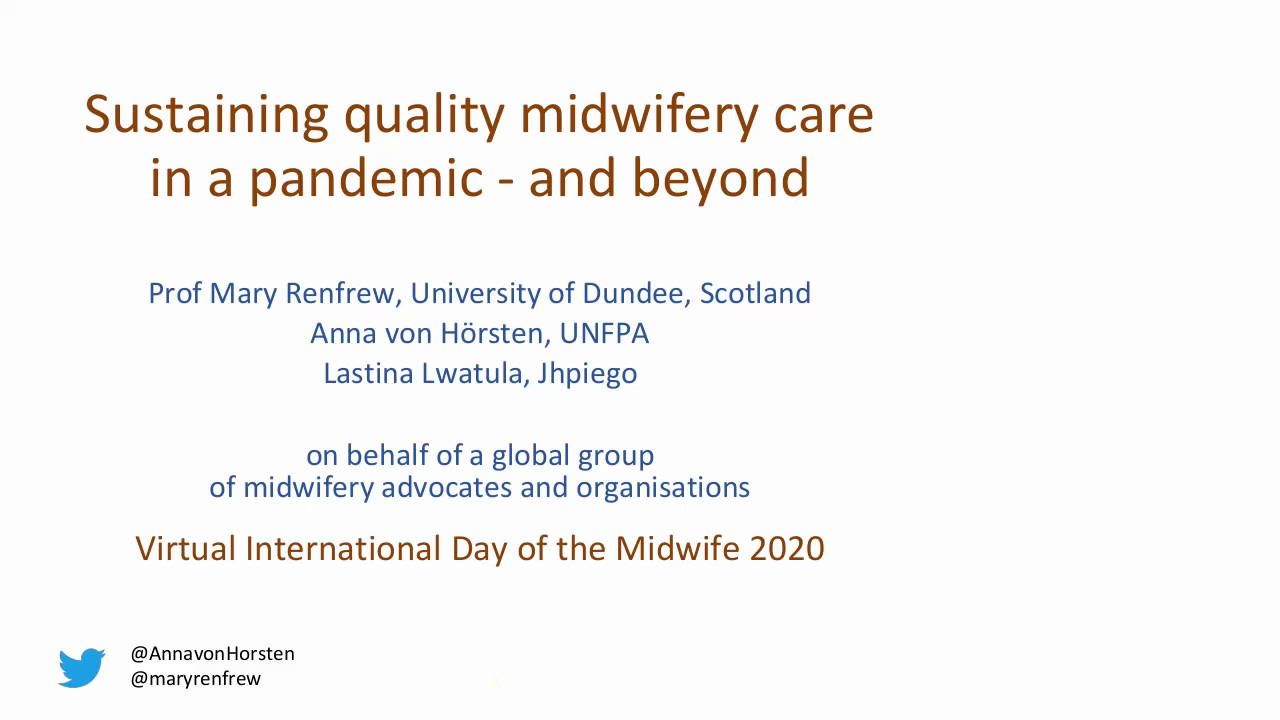 Sustaining quality midwifery care
in a pandemic - and beyond
Prof Mary Renfrew, University of Dundee, Scotland
Anna von Hörsten, UNFPA
Lastina Lwatula, Jhpiego
on behalf of a global group
of midwifery advocates and organisations
Virtual International Day of the Midwife 2020
@AnnavonHorsten
@maryrenfrew